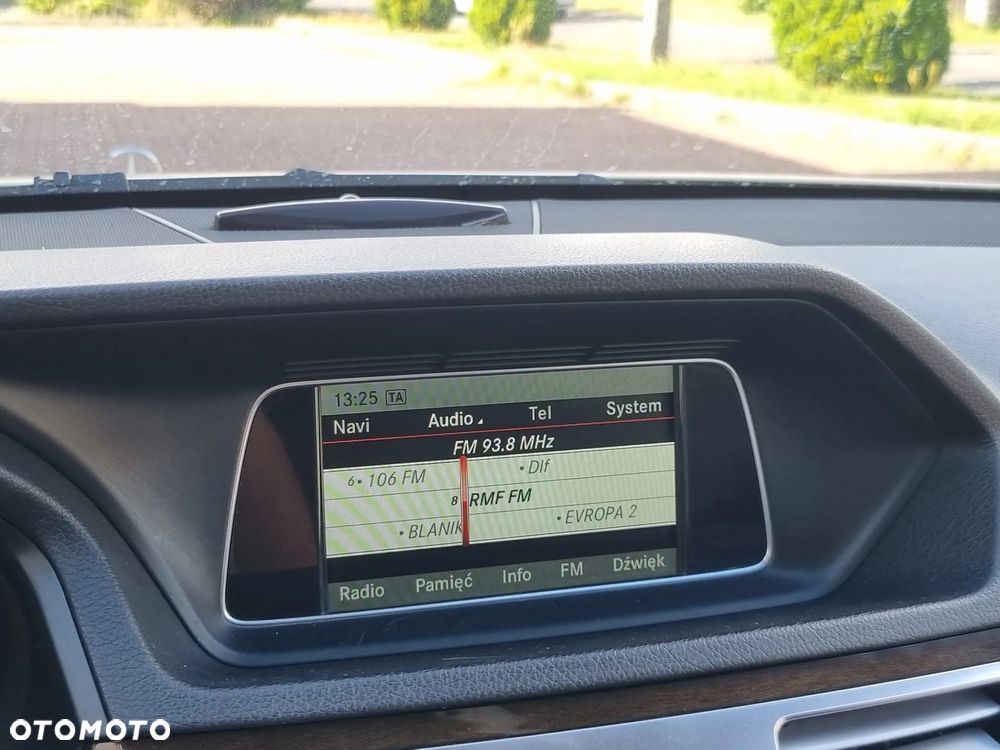 13:25 TA
Navi Audio Tel System
FM 93.8 MHz
6• 106 FM • Dlf
8 RMF FM
• BLANIK • EVROPA 2
Radio Pamięć Info FM Dźwięk
OTOMOTO